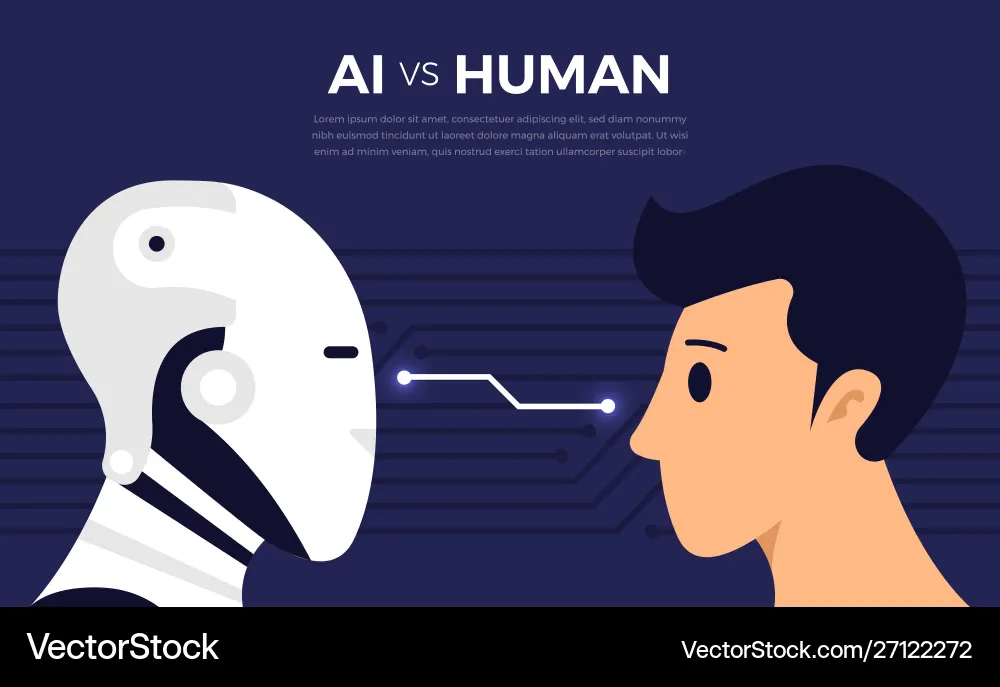 AI VS HUMAN
Lorem ipsum dolor sit amet, consectetuer adipiscing elit, sed diam nonummy
nibh euismod tincidunt ut laoreet dolore magna aliquam erat volutpat. Ut wisi
enim ad minim veniam, quis nostrud exerci tation ullamcorper suscipit lobor-
VectorStock
VectorStock.com/27122272